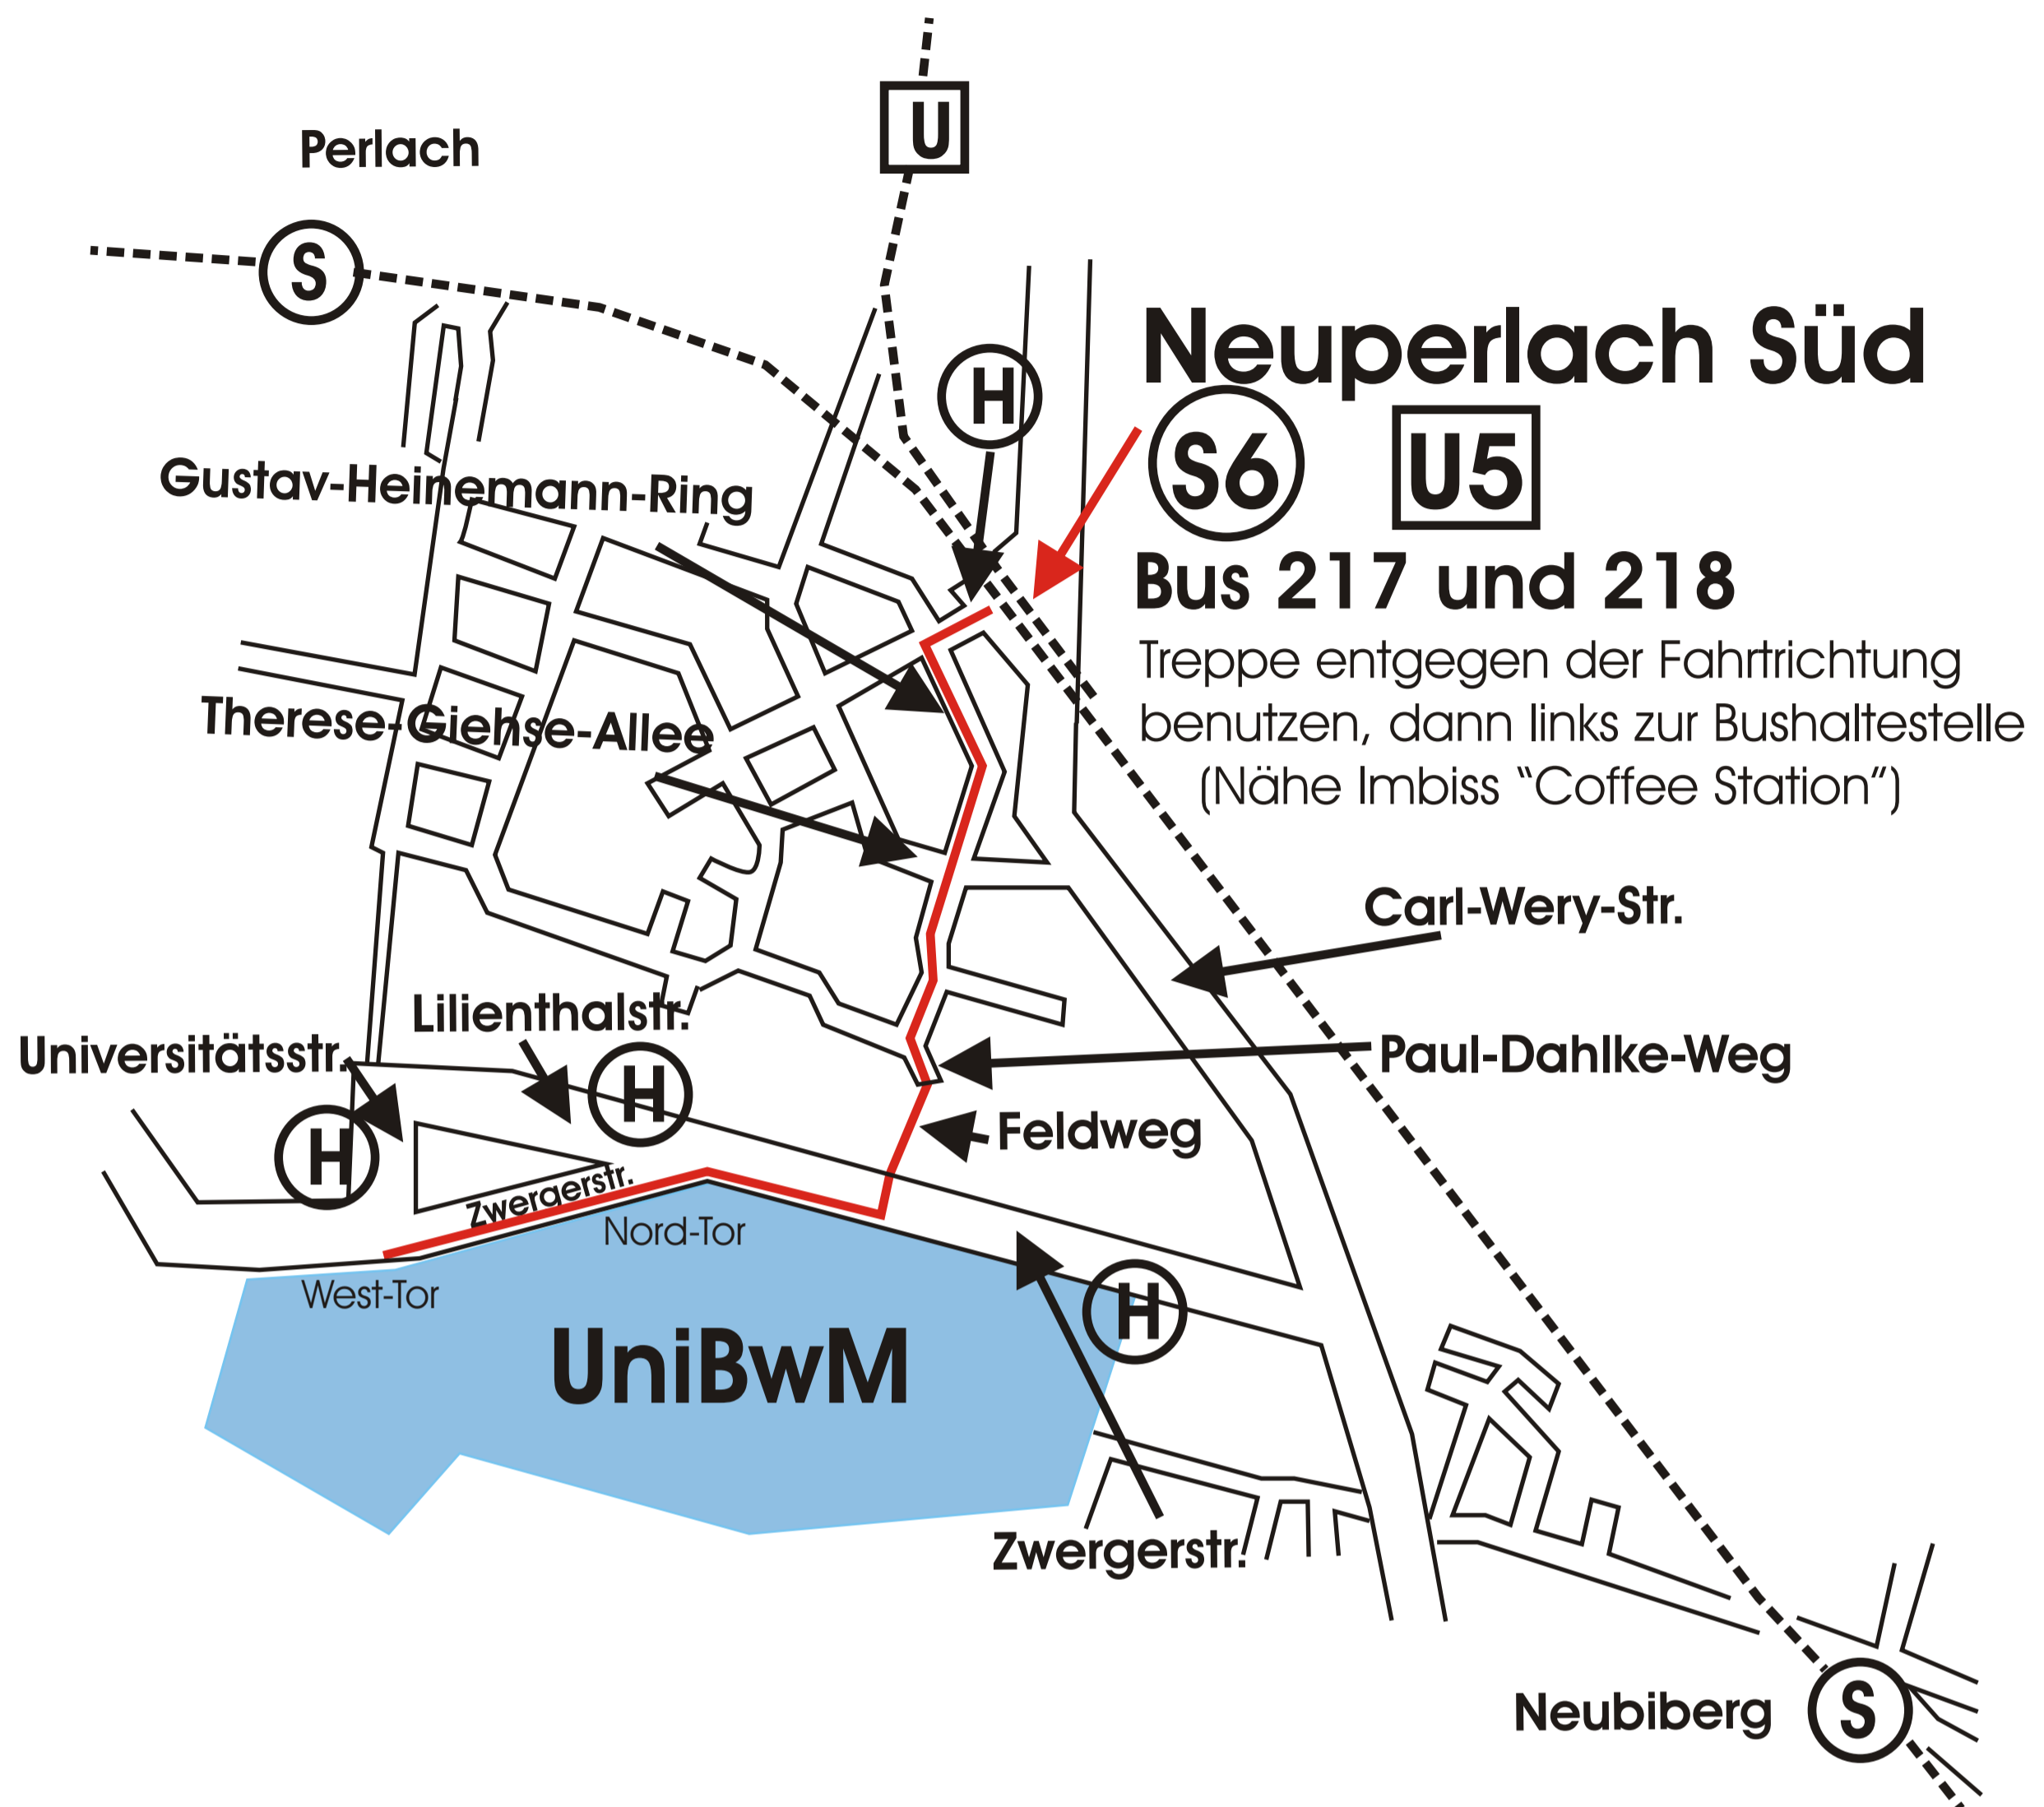 U
Perlach
S
H
Neuperlach Süd
S6 U5
Bus 217 und 218
Treppe entgegen der Fahrtrichtung
benutzen, dann links zur Bushaltestelle
(Nähe Imbiss “Coffee Station”)
Gustav-Heinemann-Ring
Therese-Giehse-Allee
Carl-Wery-Str.
Lilienthalstr.
Universitätsstr.
Paul-Dahlke-Weg
H
H
Feldweg
Zwergerstr.
Nord-Tor
West-Tor
H
UniBwM
Zwergerstr.
Neubiberg
S